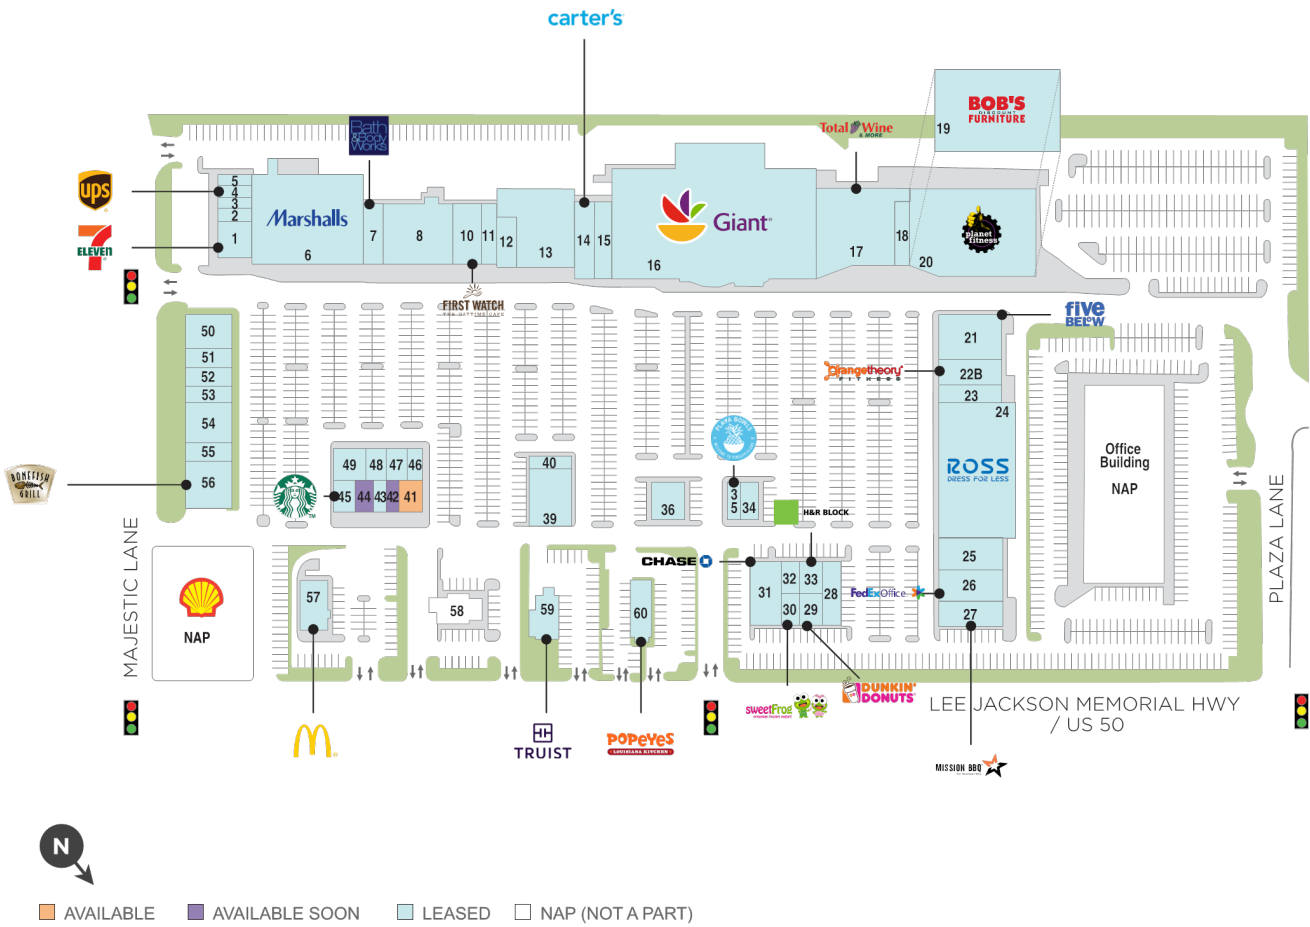 carter's
BOB'S
DISCOUNT
FURNITURE
19
Bath
&Body
Works
Total Wine
& MORE
ups
5
4
3
2
1
7
ELEVEN
Marshalls
6
7
8
10
11
12
13
14
15
Giant
16
17
18
planet
fitness
20
FIRST WATCH
THE DAYTIME CAFE
five
BELOW
50
51
52
53
54
55
56
21
Orangetheory
FITNESS
22B
23
24
ROSS
DRESS FOR LESS
Office
Building
NAP
PLAYA BOWLS
BONEFISH
GRILL
49
48
47
46
45
44
43
42
41
40
39
36
3
5
34
H&R BLOCK
CHASE
25
26
27
31
32
33
28
30
29
FedEx Office
MAJESTIC LANE
PLAZA LANE
NAP
57
58
59
60
sweetFrog
DUNKIN'
DONUTS
LEE JACKSON MEMORIAL HWY
/ US 50
TRUIST
POPEYES
LOUISIANA KITCHEN
MISSION BBQ
N
AVAILABLE
AVAILABLE SOON
LEASED
NAP (NOT A PART)